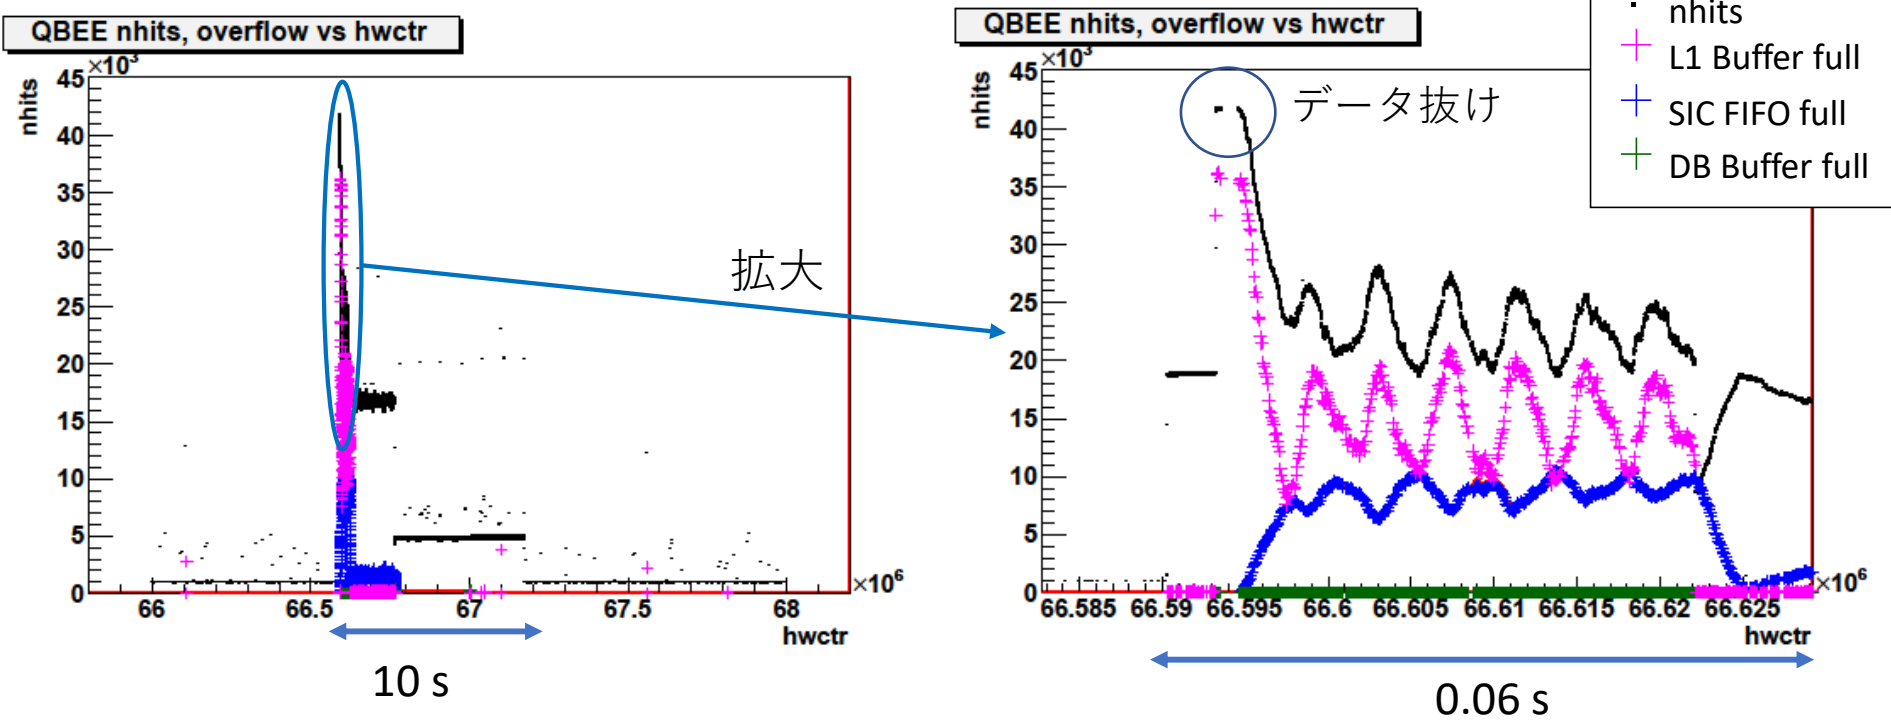 QBEE nhits, overflow vs hwctr
×10³
nhits
45
40
35
30
25
20
15
10
5
0
66
66.5
67
67.5
68
×10⁶
hwctr
10 s
拡大
QBEE nhits, overflow vs hwctr
×10³
nhits
45
40
35
30
25
20
15
10
5
0
データ抜け
66.585
66.59
66.595
66.6
66.605
66.61
66.615
66.62
66.625
×10⁶
hwctr
0.06 s
nhits
L1 Buffer full
SIC FIFO full
DB Buffer full